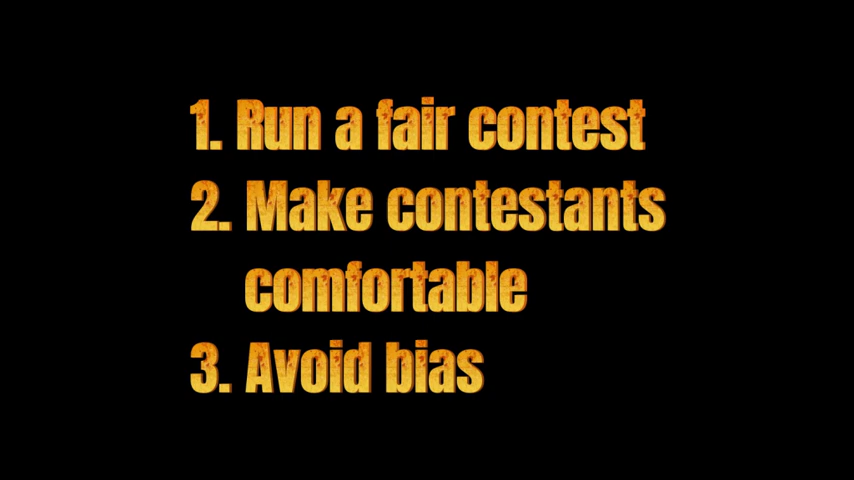 1. Run a fair contest
2. Make contestants
comfortable
3. Avoid bias